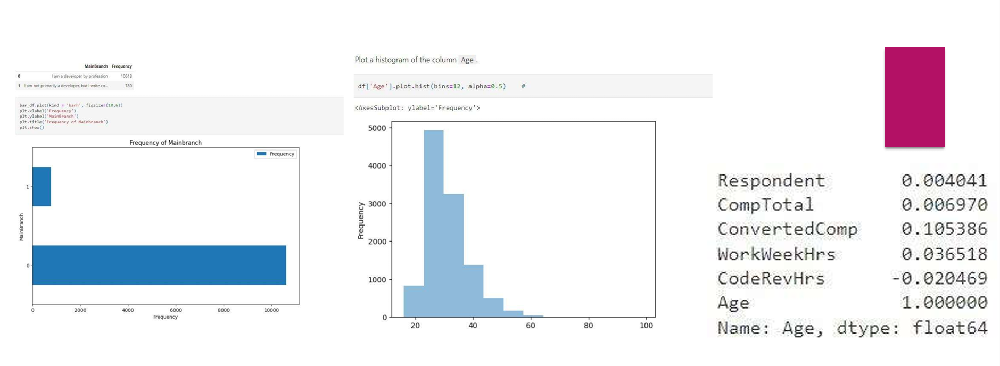 MainBranch Frequency
0 I am a developer by profession 10618
1 I am not primarily a developer, but I write co... 780
bar_df.plot(kind = 'barh', figsize=(10,6))
plt.xlabel('Frequency')
plt.ylabel('MainBranch')
plt.title('Frequency of Mainbranch')
plt.show()
Frequency of Mainbranch
Frequency
1
0
MainBranch
0 2000 4000 6000 8000 10000
Frequency
Plot a histogram of the column Age .
df['Age'].plot.hist(bins=12, alpha=0.5) #
<AxesSubplot: ylabel='Frequency'>
5000
4000
3000
2000
1000
0
Frequency
20 40 60 80 100
Respondent 0.004041
CompTotal 0.006970
ConvertedComp 0.105386
WorkWeekHrs 0.036518
CodeRevHrs -0.020469
Age 1.000000
Name: Age, dtype: float64